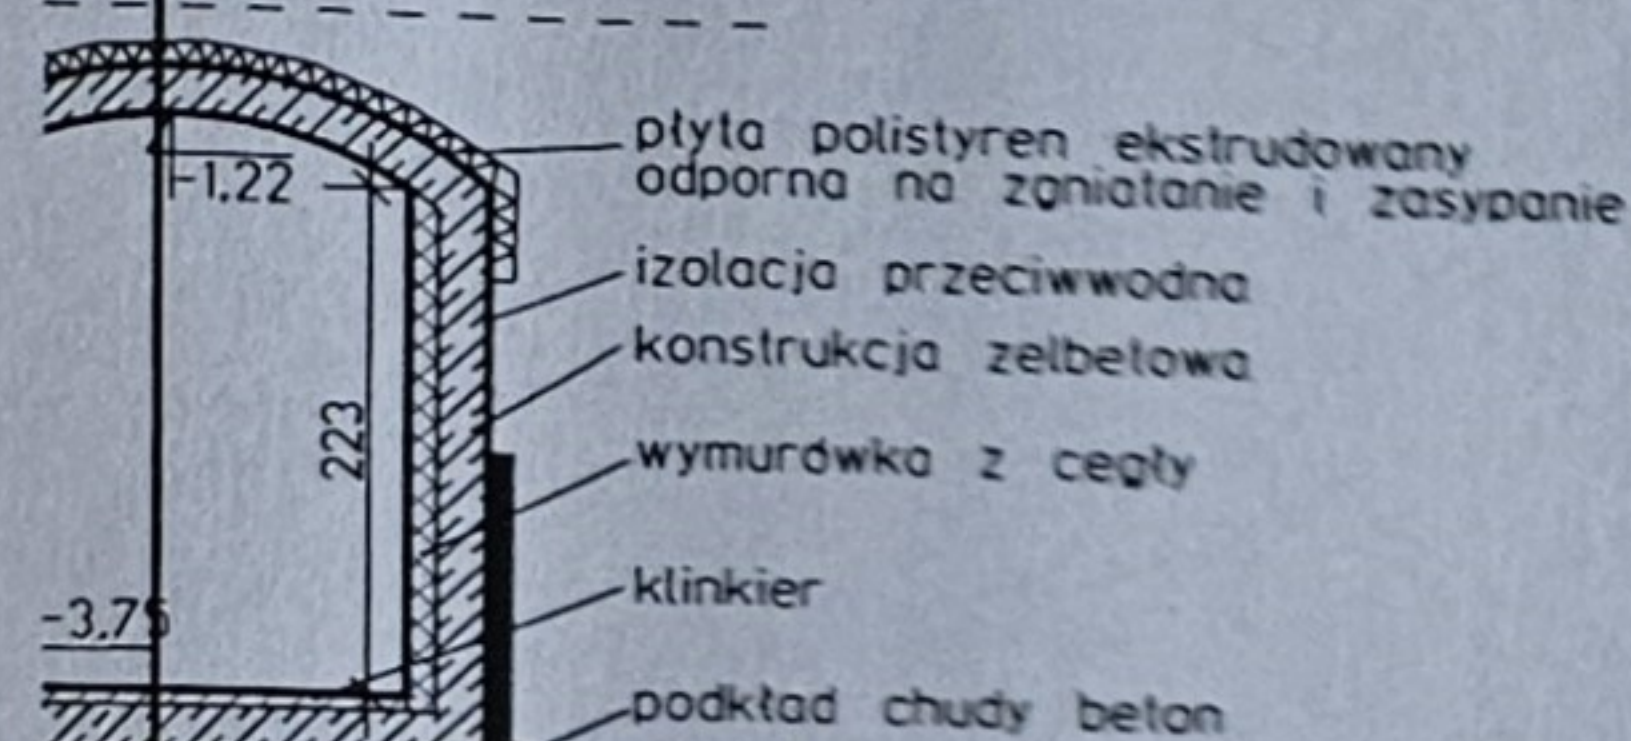 płyta polistyren ekstrudowany
odporna na zgniatanie i zasypanie
-1.22
izolacja przeciwwodna
konstrukcja zelbetowa
223
wymurówka z cegły
klinkier
-3.75
podkład chudy beton